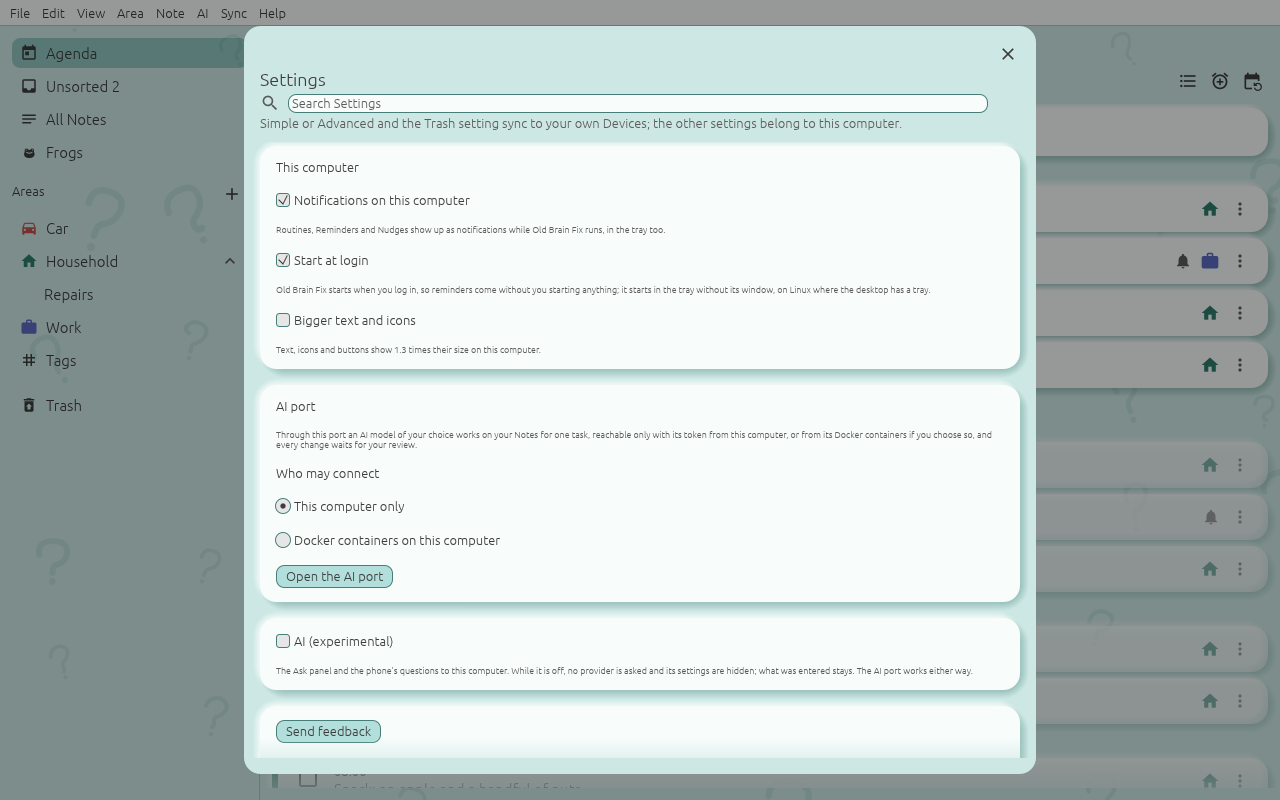 File Edit View Area Note AI Sync Help
Agenda
Unsorted 2
All Notes
Frogs
Areas
Car
Household
Repairs
Work
Tags
Trash
Settings
Search Settings
Simple or Advanced and the Trash setting sync to your own Devices; the other settings belong to this computer.
This computer
Notifications on this computer
Routines, Reminders and Nudges show up as notifications while Old Brain Fix runs, in the tray too.
Start at login
Old Brain Fix starts when you log in, so reminders come without you starting anything; it starts in the tray without its window, on Linux where the desktop has a tray.
Bigger text and icons
Text, icons and buttons show 1.3 times their size on this computer.
AI port
Through this port an AI model of your choice works on your Notes for one task, reachable only with its token from this computer, or from its Docker containers if you choose so, and
every change waits for your review.
Who may connect
This computer only
Docker containers on this computer
Open the AI port
AI (experimental)
The Ask panel and the phone's questions to this computer. While it is off, no provider is asked and its settings are hidden; what was entered stays. The AI port works either way.
Send feedback